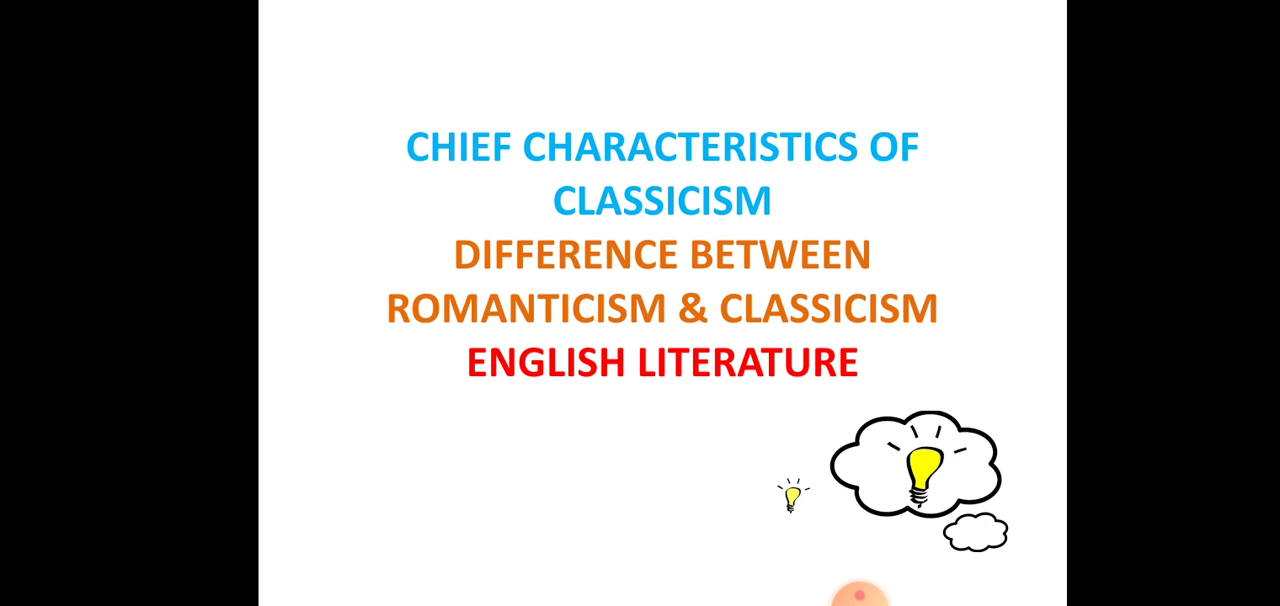 CHIEF CHARACTERISTICS OF
CLASSICISM
DIFFERENCE BETWEEN
ROMANTICISM & CLASSICISM
ENGLISH LITERATURE